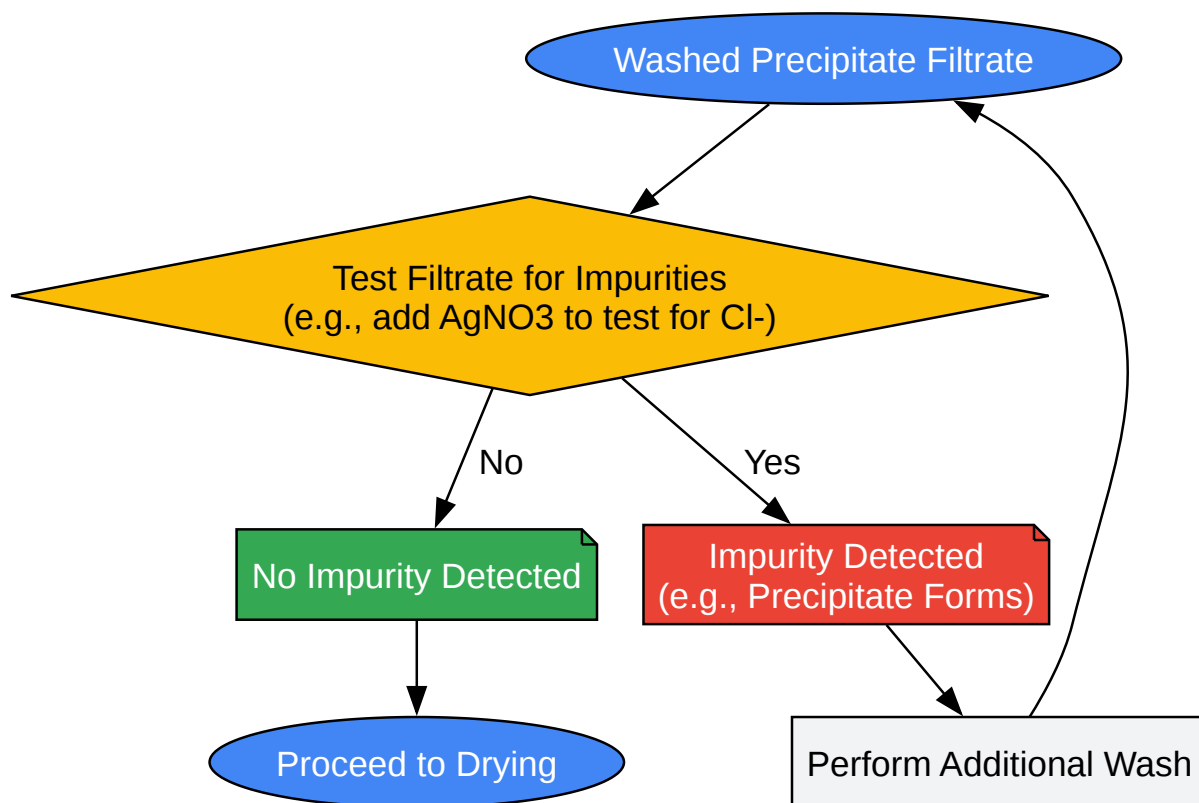 Washed Precipitate Filtrate
Test Filtrate for Impurities
(e.g., add AgNO3 to test for Cl-)
No
Yes
No Impurity Detected
Impurity Detected
(e.g., Precipitate Forms)
Proceed to Drying
Perform Additional Wash